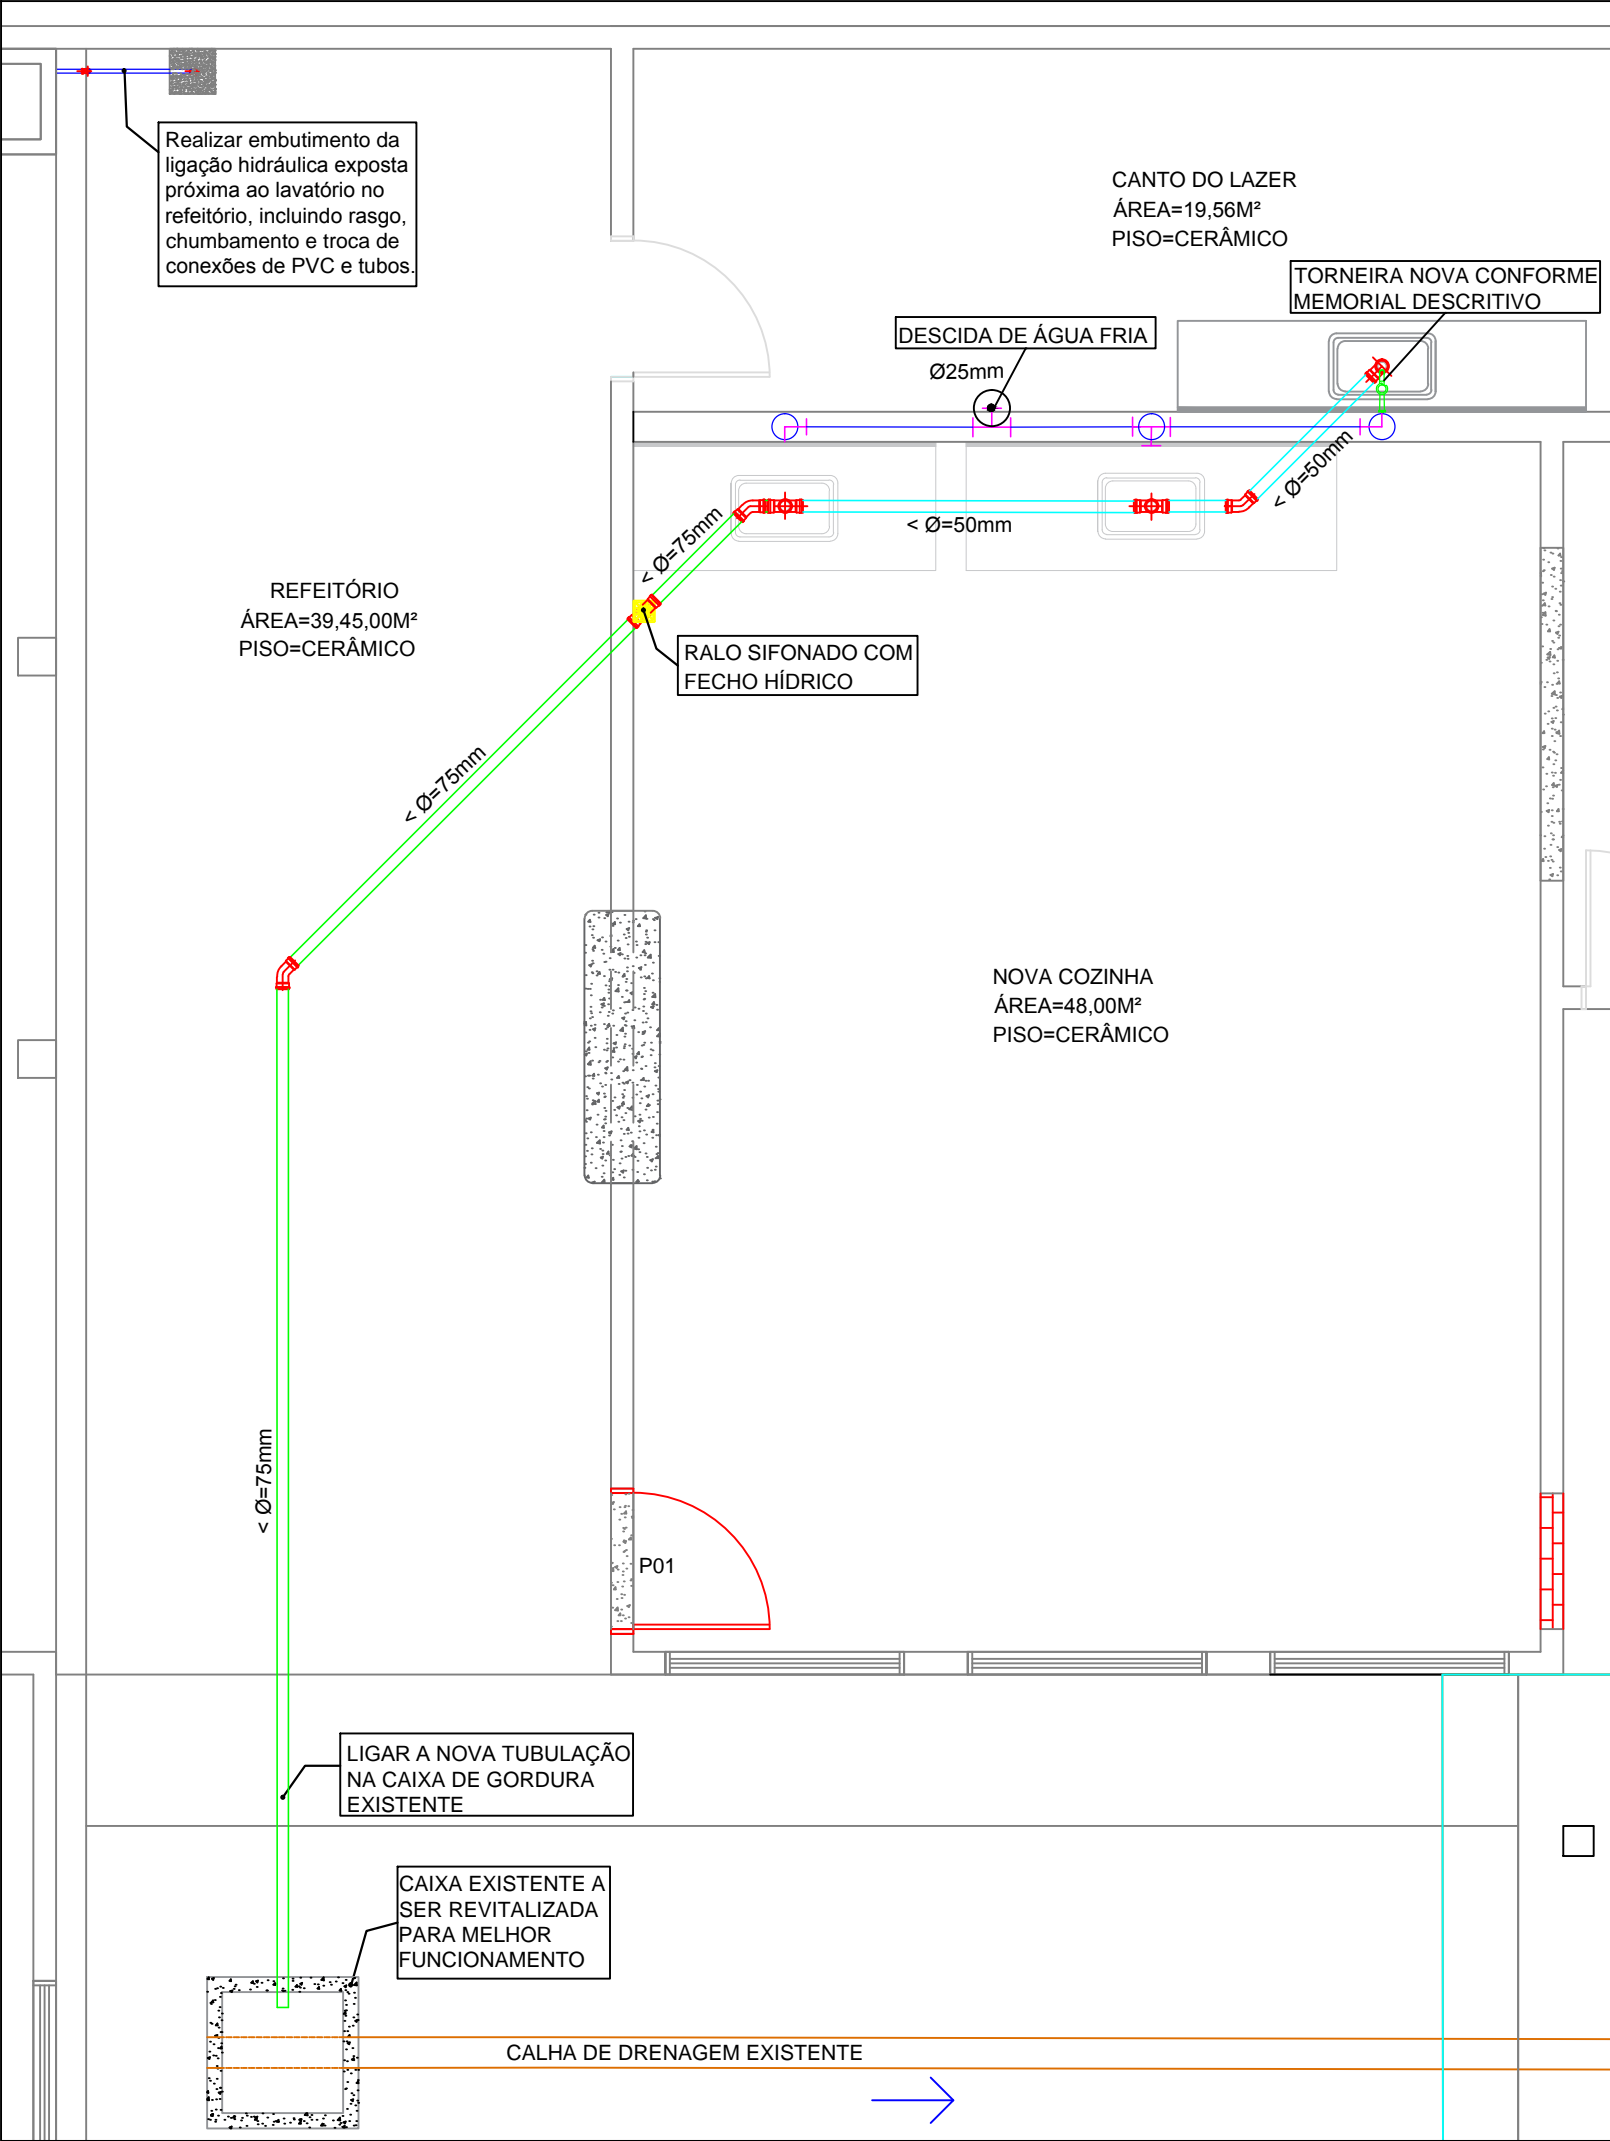 Realizar embutimento da
ligação hidráulica exposta
próxima ao lavatório no
refeitório, incluindo rasgo,
chumbamento e troca de
conexões de PVC e tubos.
CANTO DO LAZER
ÁREA=19,56M²
PISO=CERÂMICO
TORNEIRA NOVA CONFORME
MEMORIAL DESCRITIVO
DESCIDA DE ÁGUA FRIA
Ø25mm
< Ø=50mm
< Ø=50mm
< Ø=75mm
REFEITÓRIO
ÁREA=39,45,00M²
PISO=CERÂMICO
RALO SIFONADO COM
FECHO HÍDRICO
< Ø=75mm
NOVA COZINHA
ÁREA=48,00M²
PISO=CERÂMICO
< Ø=75mm
P01
LIGAR A NOVA TUBULAÇÃO
NA CAIXA DE GORDURA
EXISTENTE
CAIXA EXISTENTE A
SER REVITALIZADA
PARA MELHOR
FUNCIONAMENTO
CALHA DE DRENAGEM EXISTENTE